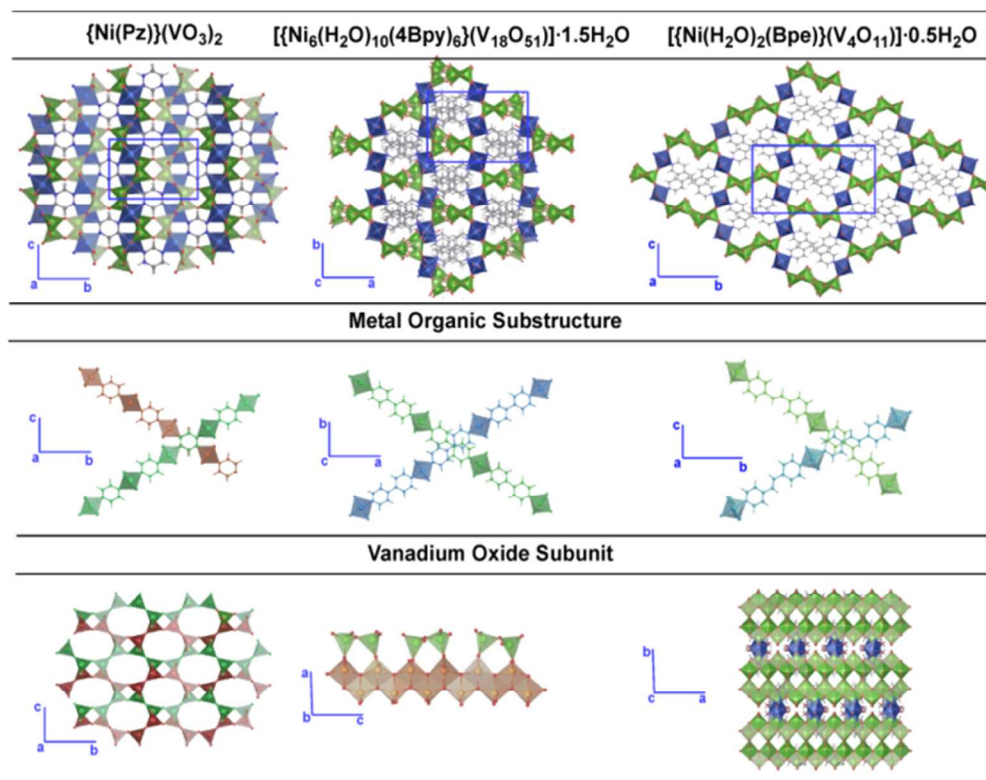 {Ni(Pz)}(VO₃)₂ [{Ni₆(H₂O)₁₀(4Bpy)₆}(V₁₈O₅₁)]·1.5H₂O [{Ni(H₂O)₂(Bpe)}(V₄O₁₁)]·0.5H₂O
c a b
b c a
c a b
Metal Organic Substructure
c a b
b c a
c a b
Vanadium Oxide Subunit
c a b
a b c
b c a